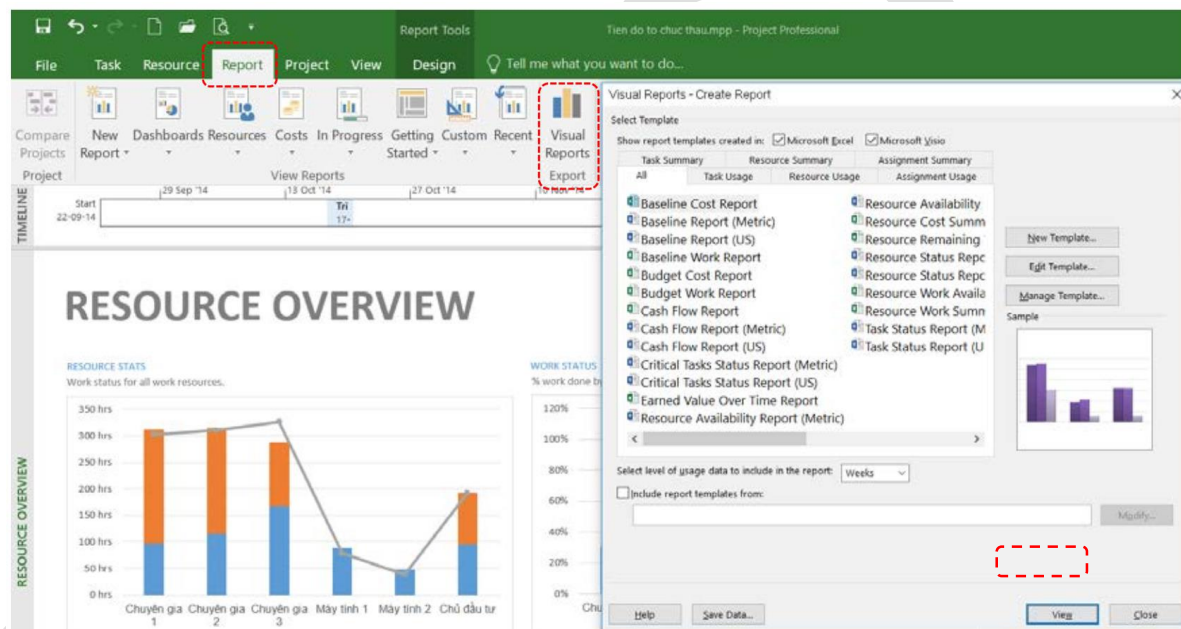 Report Tools
Tien do to chuc thau.mpp - Project Professional
File Task Resource Report Project View Design Tell me what you want to do...
Compare Projects
New Report
Dashboards
Resources
Costs
In Progress
Getting Started
Custom
Recent
Visual Reports
Project
View Reports
Export
TIMELINE
Start
22-09-14
29 Sep '14
13 Oct '14
27 Oct '14
10 Nov '14
Tri
17-
RESOURCE OVERVIEW
RESOURCE OVERVIEW
RESOURCE STATS
Work status for all work resources.
350 hrs
300 hrs
250 hrs
200 hrs
150 hrs
100 hrs
50 hrs
0 hrs
Chuyên gia 1
Chuyên gia 2
Chuyên gia 3
Máy tính 1
Máy tính 2
Chủ đầu tư
WORK STATUS
% work done by
120%
100%
80%
60%
40%
20%
0%
Chu
Visual Reports - Create Report
Select Template
Show report templates created in: Microsoft Excel Microsoft Visio
Task Summary Resource Summary Assignment Summary
All Task Usage Resource Usage Assignment Usage
Baseline Cost Report
Baseline Report (Metric)
Baseline Report (US)
Baseline Work Report
Budget Cost Report
Budget Work Report
Cash Flow Report
Cash Flow Report (Metric)
Cash Flow Report (US)
Critical Tasks Status Report (Metric)
Critical Tasks Status Report (US)
Earned Value Over Time Report
Resource Availability Report (Metric)
Resource Availability
Resource Cost Summ
Resource Remaining
Resource Status Repc
Resource Status Repc
Resource Work Availa
Resource Work Summ
Task Status Report (M
Task Status Report (U
New Template...
Edit Template...
Manage Template...
Sample
Select level of usage data to include in the report: Weeks
Include report templates from:
Modify...
Help Save Data... View Close